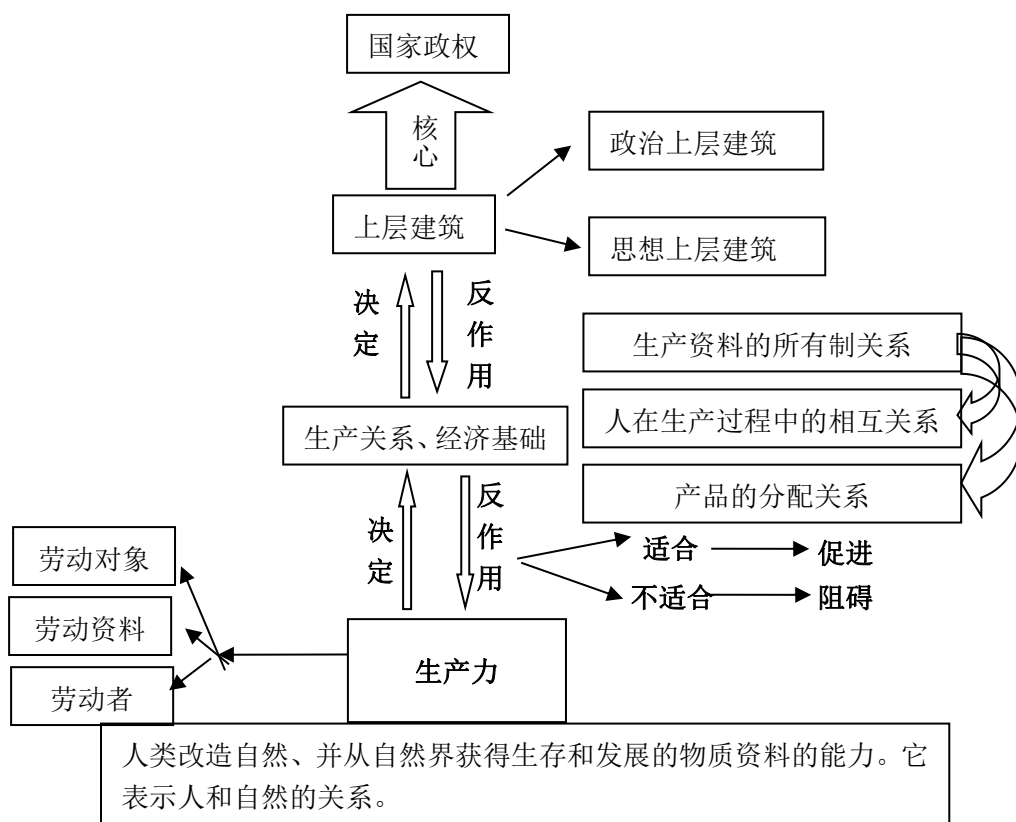 国家政权
核
心
政治上层建筑
上层建筑
思想上层建筑
决
定
反
作
用
生产资料的所有制关系
人在生产过程中的相互关系
生产关系、经济基础
产品的分配关系
决
定
反
作
用
适合
促进
不适合
阻碍
劳动对象
劳动资料
劳动者
生产力
人类改造自然、并从自然界获得生存和发展的物质资料的能力。它
表示人和自然的关系。